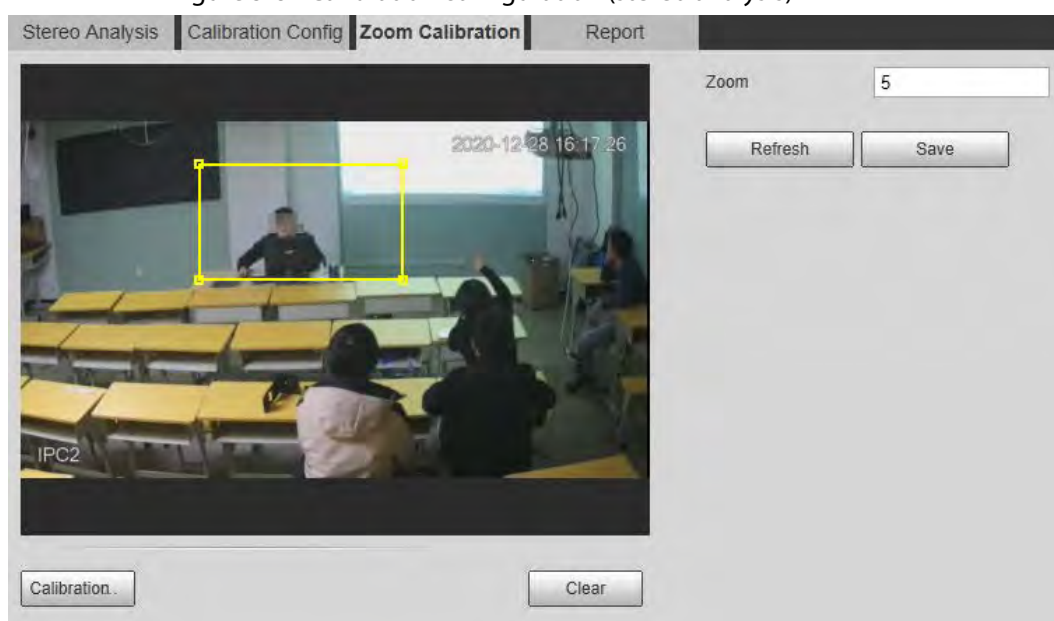 Stereo Analysis Calibration Config Zoom Calibration Report
Zoom 5
2020-12-28 16:17:26
Refresh Save
IPC2
Calibration..
Clear